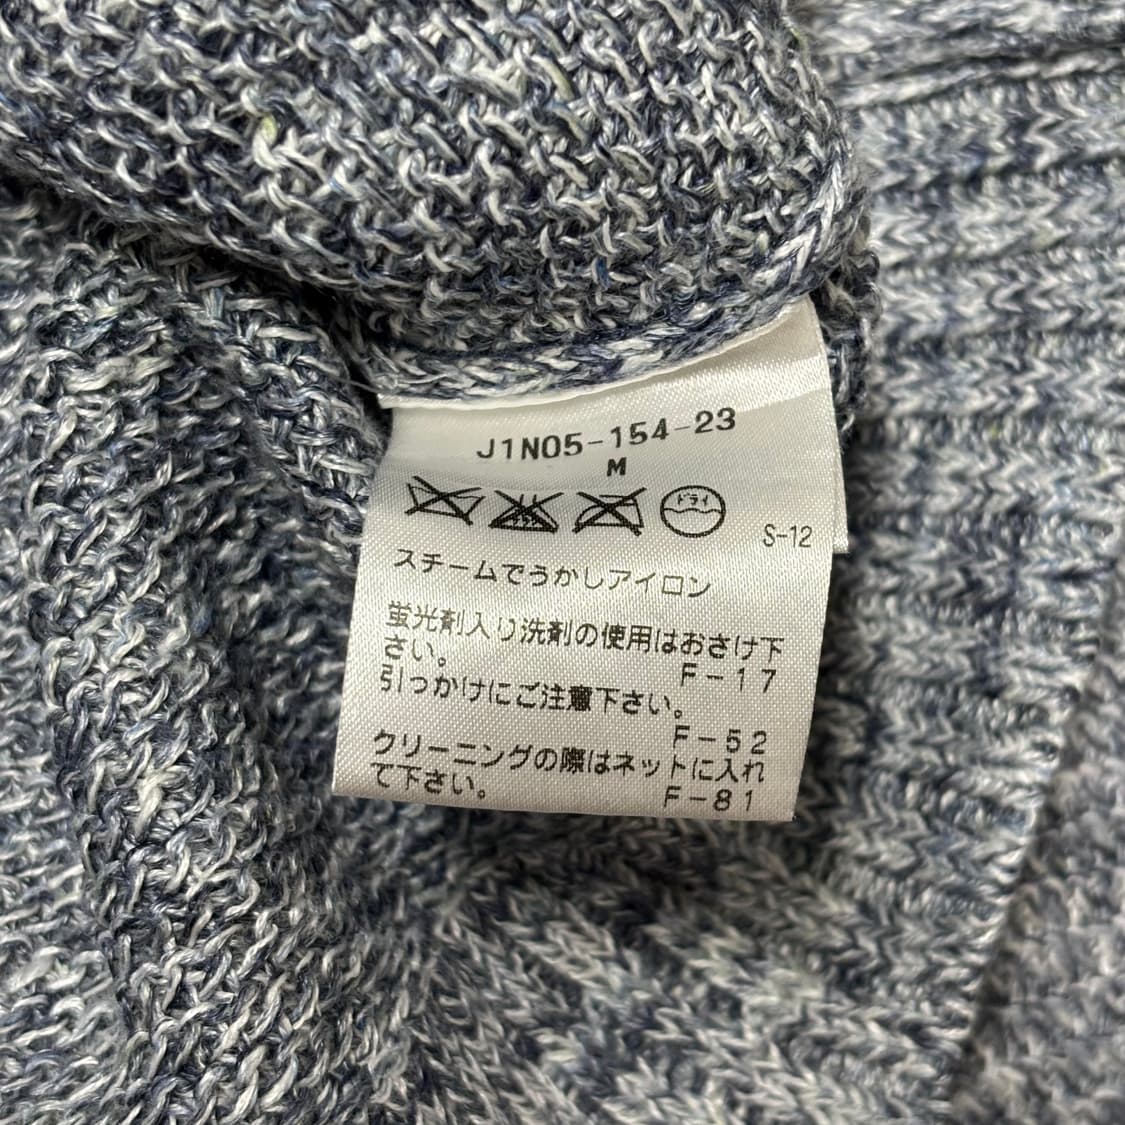 J1N05-154-23
M
ドライ
S-12
スチームでうかしアイロン
蛍光剤入り洗剤の使用はおさけ下
さい。
F-17
引っかけにご注意下さい。
F-52
クリーニングの際はネットに入れ
て下さい。
F-81